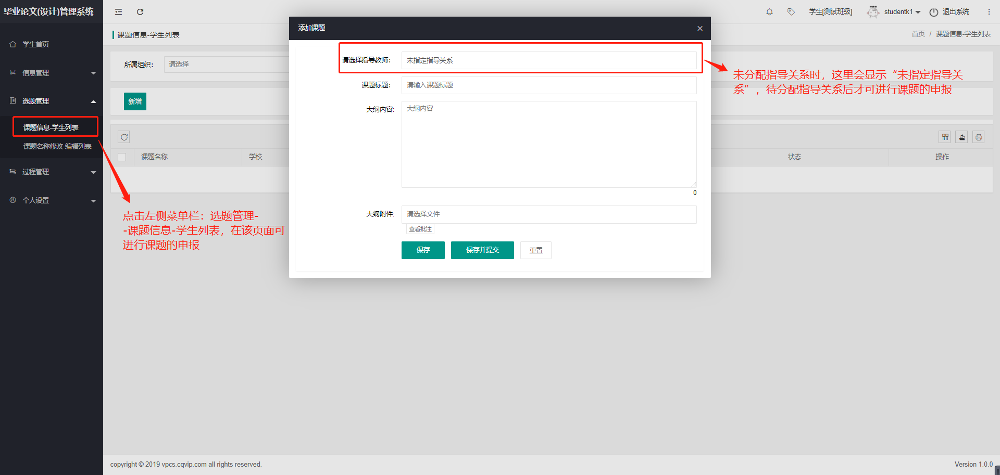 毕业论文(设计)管理系统
学生[测试班级]
studentk1
退出系统
学生首页
信息管理
选题管理
课题信息-学生列表
课题名称修改-编辑列表
过程管理
个人设置
课题信息-学生列表
首页 / 课题信息-学生列表
所属组织：
请选择
新增
课题名称
学校
状态
操作
添加课题
请选择指导教师：
未指定指导关系
课题标题：
请输入课题标题
大纲内容:
大纲内容
0
大纲附件:
请选择文件
查看批注
保存
保存并提交
重置
未分配指导关系时，这里会显示“未指定指导关
系”，待分配指导关系后才可进行课题的申报
点击左侧菜单栏：选题管理-
-课题信息-学生列表，在该页面可
进行课题的申报
copyright © 2019 vpcs.cqvip.com all rights reserved.
Version 1.0.0